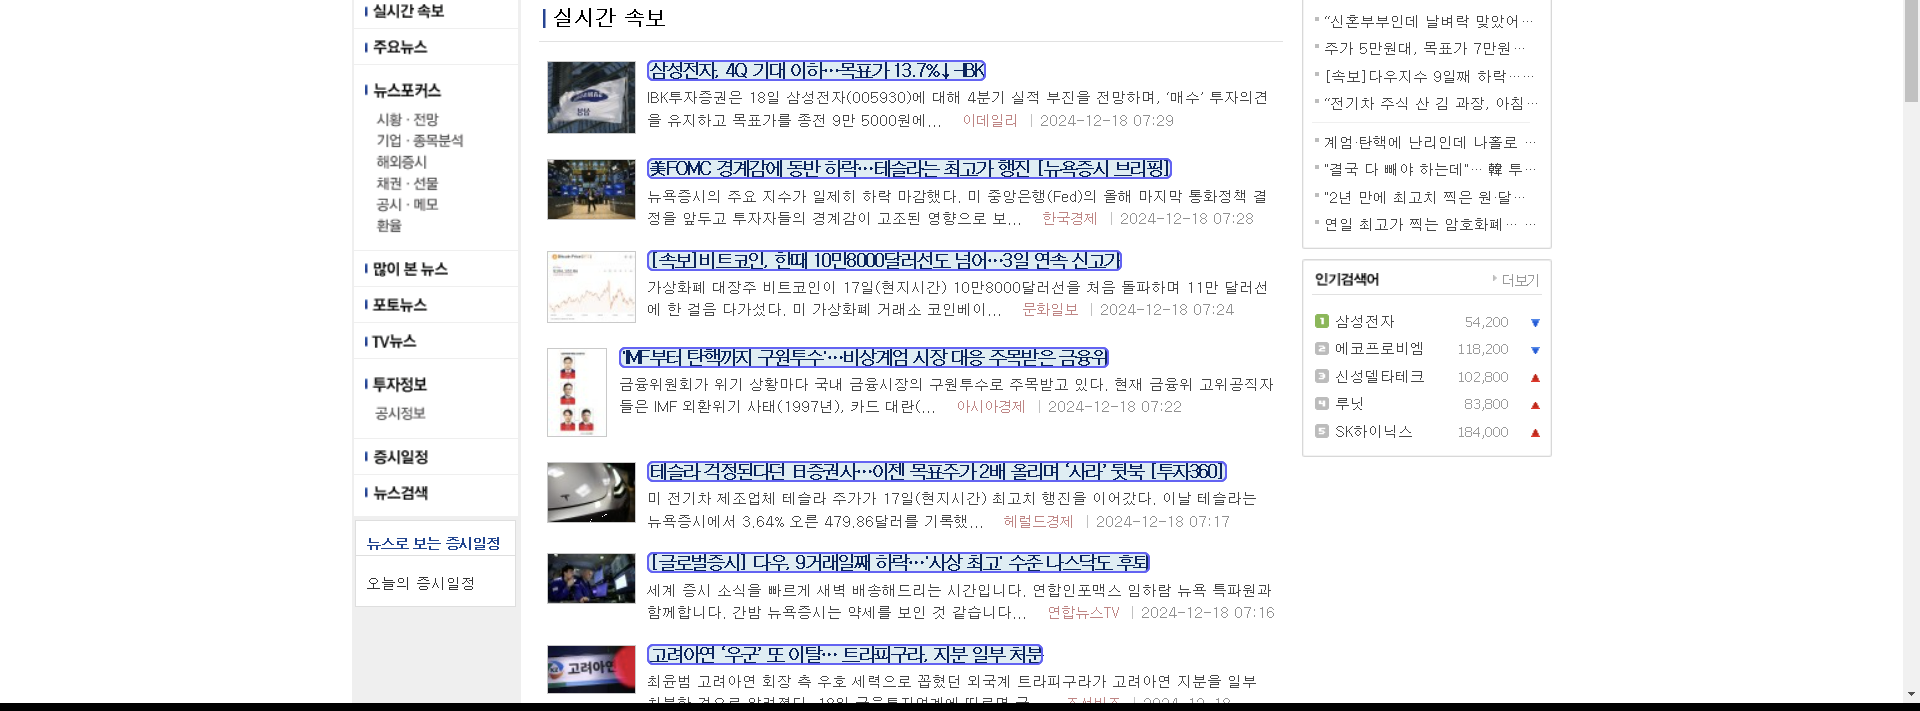 실시간 속보
주요뉴스
뉴스포커스
시황 · 전망
기업 · 종목분석
해외증시
채권 · 선물
공시 · 메모
환율
많이 본 뉴스
포토뉴스
TV뉴스
투자정보
공시정보
증시일정
뉴스검색
뉴스로 보는 증시일정
오늘의 증시일정
실시간 속보
삼성전자, 4Q 기대 이하…목표가 13.7%↓-IBK
IBK투자증권은 18일 삼성전자(005930)에 대해 4분기 실적 부진을 전망하며, ‘매수’ 투자의견
을 유지하고 목표가를 종전 9만 5000원에... 이데일리 | 2024-12-18 07:29
美FOMC 경계감에 동반 하락…테슬라는 최고가 행진 [뉴욕증시 브리핑]
뉴욕증시의 주요 지수가 일제히 하락 마감했다. 미 중앙은행(Fed)의 올해 마지막 통화정책 결
정을 앞두고 투자자들의 경계감이 고조된 영향으로 보... 한국경제 | 2024-12-18 07:28
[속보]비트코인, 한때 10만8000달러선도 넘어…3일 연속 신고가
가상화폐 대장주 비트코인이 17일(현지시간) 10만8000달러선을 처음 돌파하며 11만 달러선
에 한 걸음 다가섰다. 미 가상화폐 거래소 코인베이... 문화일보 | 2024-12-18 07:24
'IMF부터 탄핵까지 구원투수'…비상계엄 시장 대응 주목받은 금융위
금융위원회가 위기 상황마다 국내 금융시장의 구원투수로 주목받고 있다. 현재 금융위 고위공직자
들은 IMF 외환위기 사태(1997년), 카드 대란(... 아시아경제 | 2024-12-18 07:22
테슬라 걱정된다던 日증권사…이젠 목표주가 2배 올리며 ‘사라’ 뒷북 [투자360]
미 전기차 제조업체 테슬라 주가가 17일(현지시간) 최고치 행진을 이어갔다. 이날 테슬라는
뉴욕증시에서 3.64% 오른 479.86달러를 기록했... 헤럴드경제 | 2024-12-18 07:17
[글로벌증시] 다우, 9거래일째 하락…'사상 최고' 수준 나스닥도 후퇴
세계 증시 소식을 빠르게 새벽 배송해드리는 시간입니다. 연합인포맥스 임하람 뉴욕 특파원과
함께합니다. 간밤 뉴욕증시는 약세를 보인 것 같습니다... 연합뉴스TV | 2024-12-18 07:16
고려아연 ‘우군’ 또 이탈… 트라피구라, 지분 일부 처분
최윤범 고려아연 회장 측 우호 세력으로 꼽혔던 외국계 트라피구라가 고려아연 지분을 일부
“신혼부부인데 날벼락 맞았어…
주가 5만원대, 목표가 7만원…
[속보]다우지수 9일째 하락……
“전기차 주식 산 김 과장, 아침…
계엄·탄핵에 난리인데 나홀로 …
"결국 다 빼야 하는데"… 韓 투…
"2년 만에 최고치 찍은 원·달…
연일 최고가 찍는 암호화폐… …
인기검색어 더보기
1 삼성전자 54,200 ▼
2 에코프로비엠 118,200 ▼
3 신성델타테크 102,800 ▲
4 루닛 83,800 ▲
5 SK하이닉스 184,000 ▲